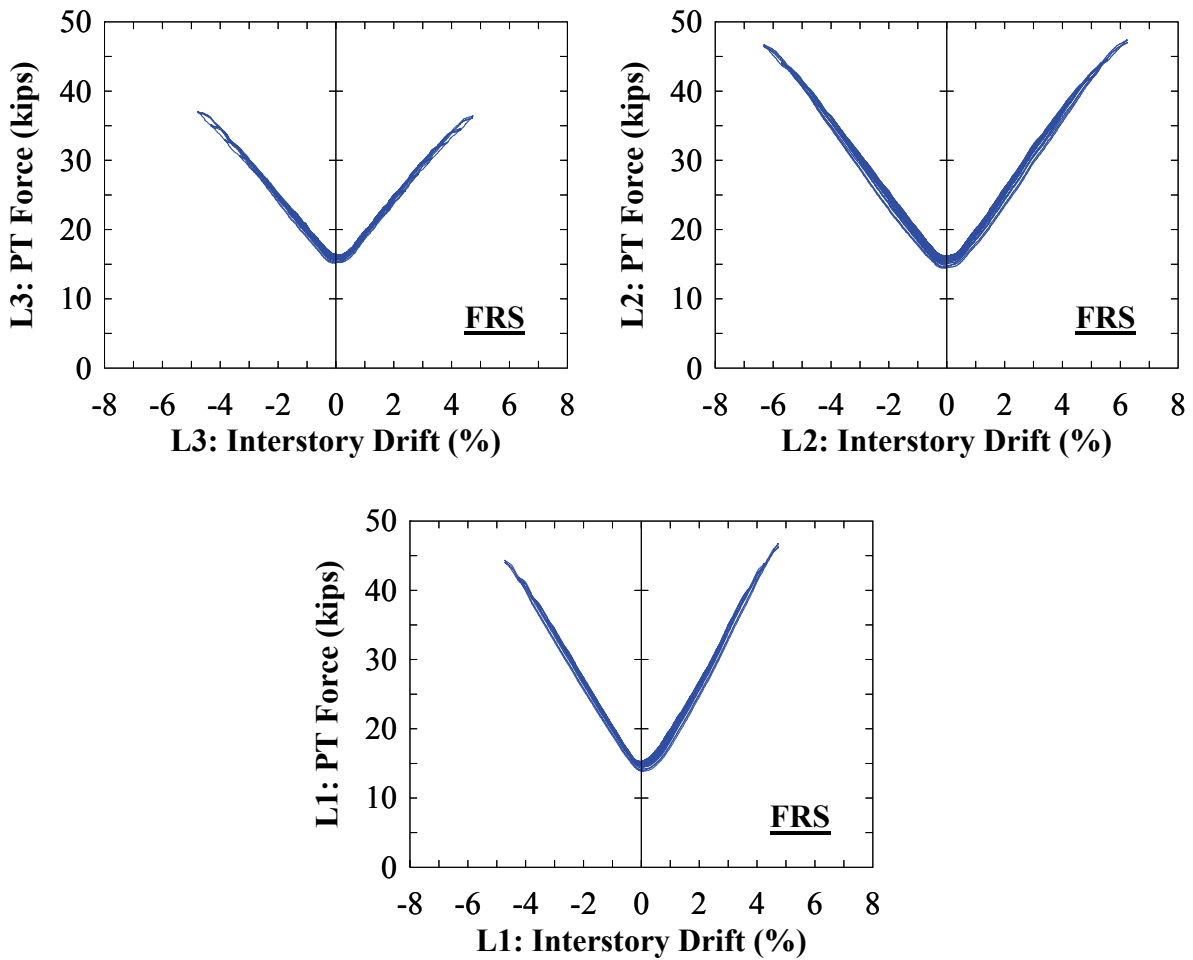 L3: PT Force (kips)
50
40
30
20
10
0
-8 -6 -4 -2 0 2 4 6 8
L3: Interstory Drift (%)
FRS
L2: PT Force (kips)
50
40
30
20
10
0
-8 -6 -4 -2 0 2 4 6 8
L2: Interstory Drift (%)
FRS
L1: PT Force (kips)
50
40
30
20
10
0
-8 -6 -4 -2 0 2 4 6 8
L1: Interstory Drift (%)
FRS